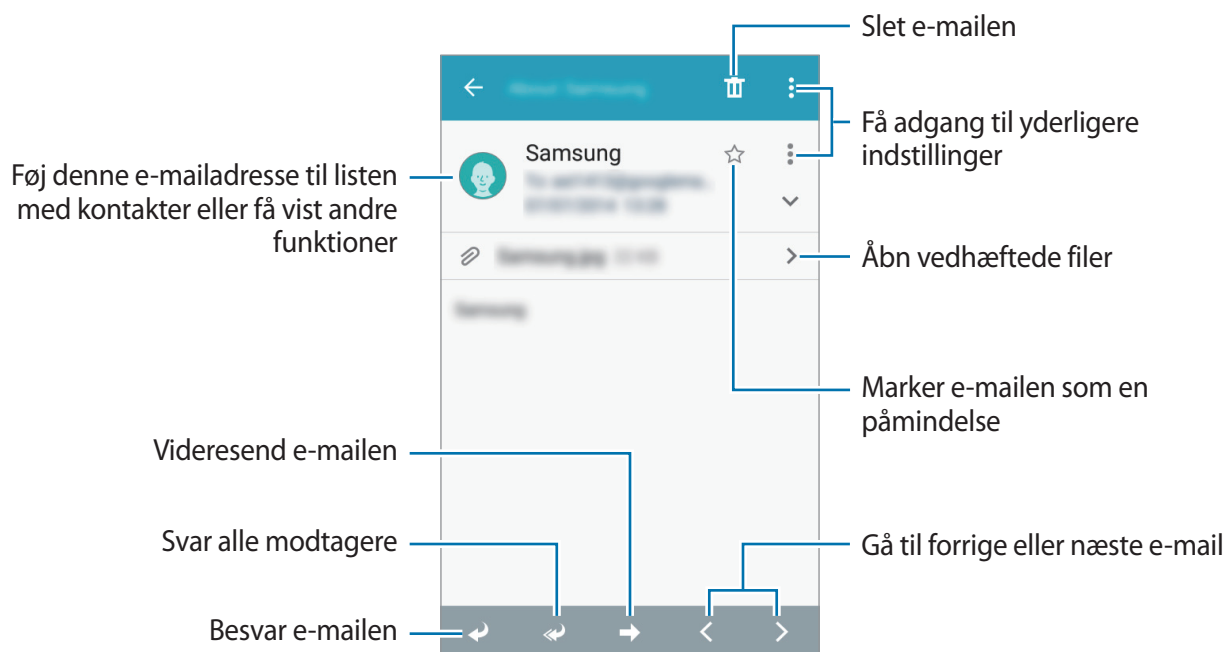 Slet e-mailen
Få adgang til yderligere
indstillinger
Samsung
Føj denne e-mailadresse til listen
med kontakter eller få vist andre
funktioner
Åbn vedhæftede filer
Marker e-mailen som en
påmindelse
Videresend e-mailen
Svar alle modtagere
Gå til forrige eller næste e-mail
Besvar e-mailen